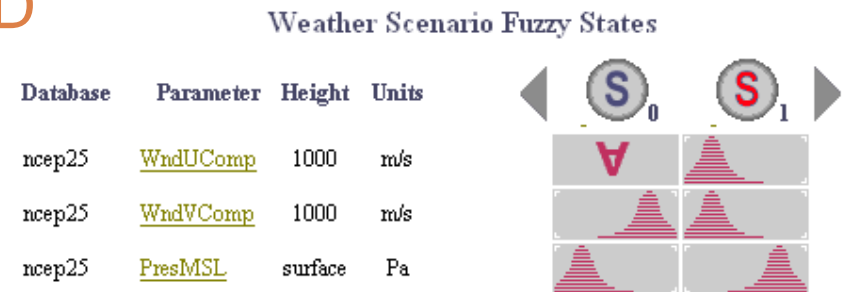 D
Weather Scenario Fuzzy States
Database Parameter Height Units S 0 S 1
ncep25 WndUComp 1000 m/s ∀
ncep25 WndVComp 1000 m/s
ncep25 PresMSL surface Pa